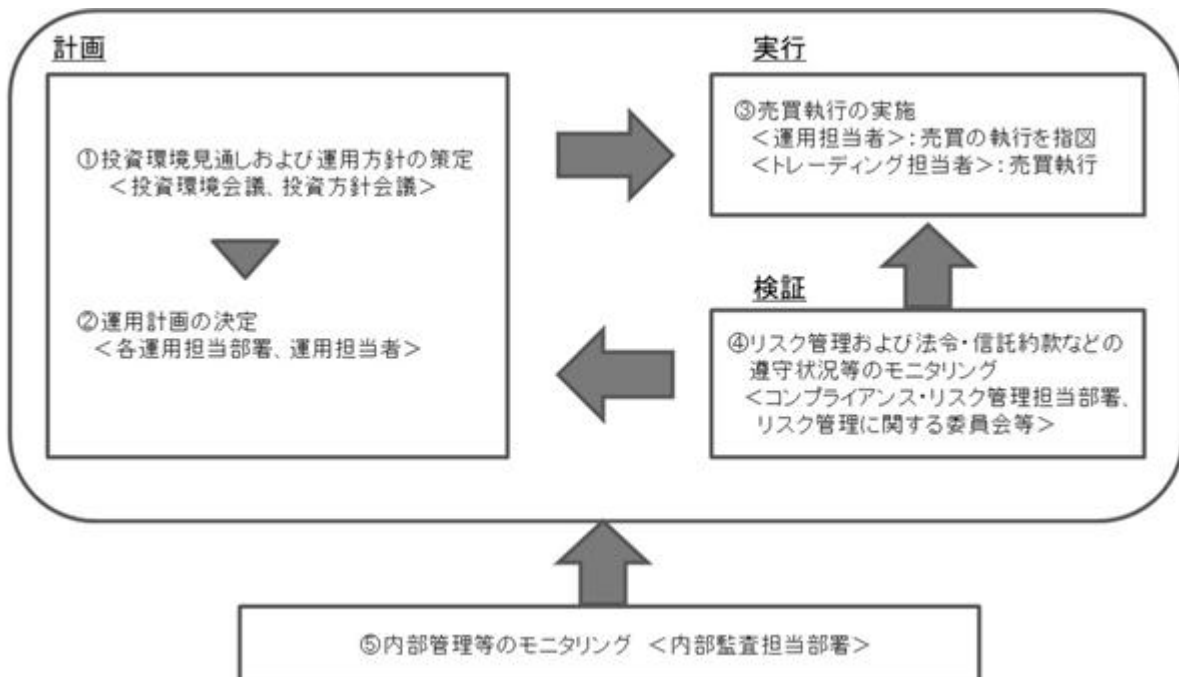 計画
①投資環境見通しおよび運用方針の策定
＜投資環境会議、投資方針会議＞
②運用計画の決定
＜各運用担当部署、運用担当者＞
実行
③売買執行の実施
＜運用担当者＞：売買の執行を指図
＜トレーディング担当者＞：売買執行
検証
④リスク管理および法令・信託約款などの
遵守状況等のモニタリング
＜コンプライアンス・リスク管理担当部署、
リスク管理に関する委員会等＞
⑤内部管理等のモニタリング ＜内部監査担当部署＞